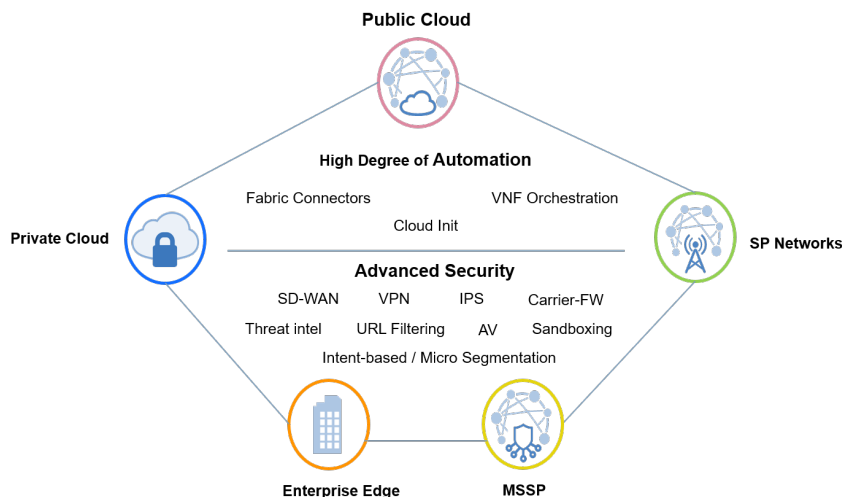 Public Cloud
High Degree of Automation
Fabric Connectors VNF Orchestration
Cloud Init
Private Cloud
SP Networks
Advanced Security
SD-WAN VPN IPS Carrier-FW
Threat intel URL Filtering AV Sandboxing
Intent-based / Micro Segmentation
Enterprise Edge MSSP